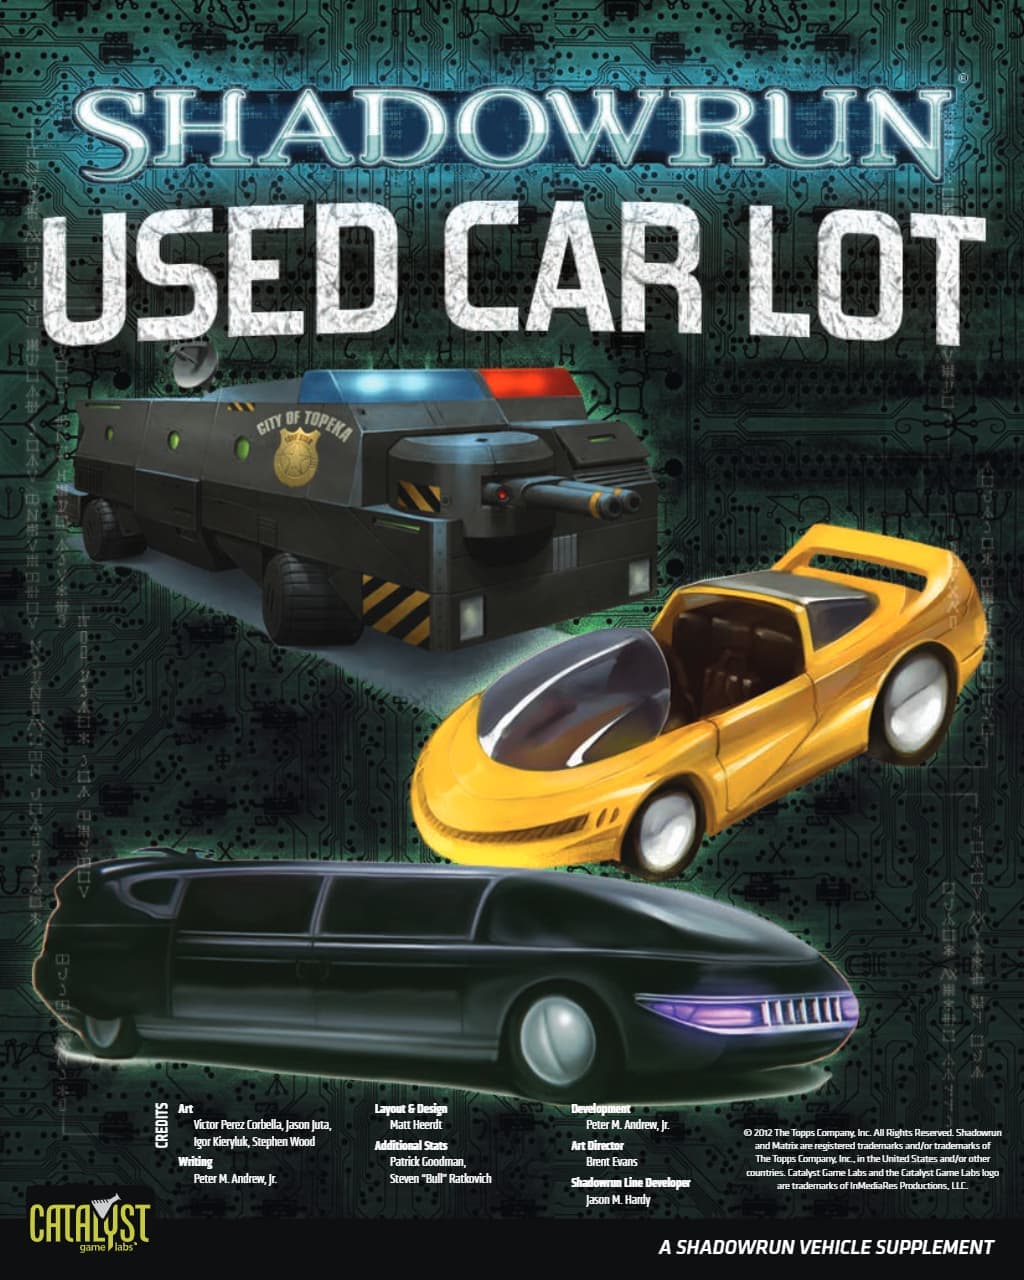 SHADOWRUN®
USED CAR LOT
CITY OF TOPEKA
CREDITS
Art
Victor Perez Corbella, Jason Juta,
Igor Kieryluk, Stephen Wood
Writing
Peter M. Andrew, Jr.
Layout & Design
Matt Heerdt
Additional Stats
Patrick Goodman,
Steven "Bull" Ratkovich
Development
Peter M. Andrew, Jr.
Art Director
Brent Evans
Shadowrun Line Developer
Jason M. Hardy
© 2012 The Topps Company, Inc. All Rights Reserved. Shadowrun
and Matrix are registered trademarks and/or trademarks of
The Topps Company, Inc., in the United States and/or other
countries. Catalyst Game Labs and the Catalyst Game Labs logo
are trademarks of InMediaRes Productions, LLC.
CATALYST
game labs
A SHADOWRUN VEHICLE SUPPLEMENT